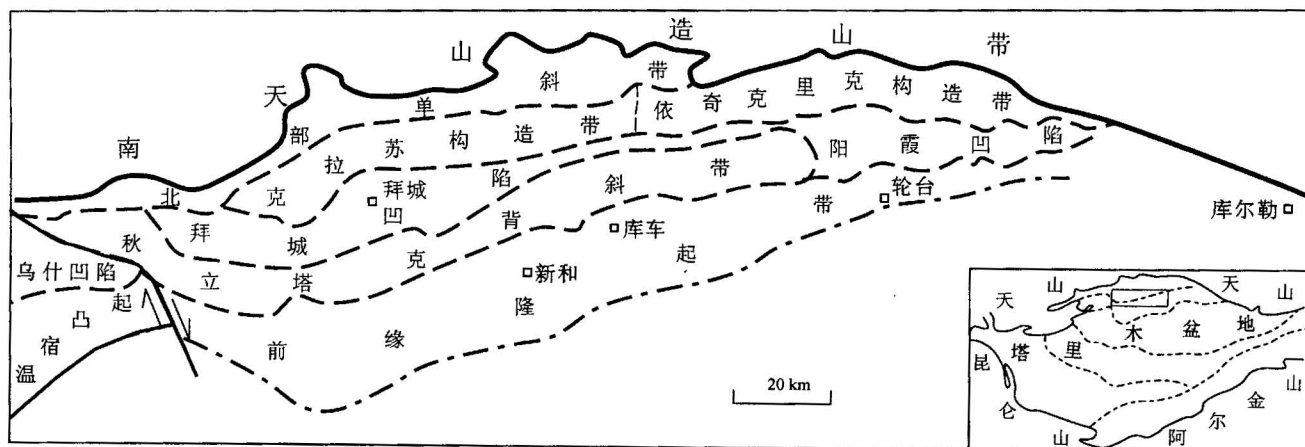 南天山造山带
北部单斜带
克拉苏构造带
依奇克里克构造带
拜城凹陷
阳霞凹陷
秋立塔克背斜带
前缘隆起
乌什凹陷
温宿凸起
拜城
库车
新和
轮台
库尔勒
20 km
天山
天山
塔里木盆地
昆仑山
阿尔金山